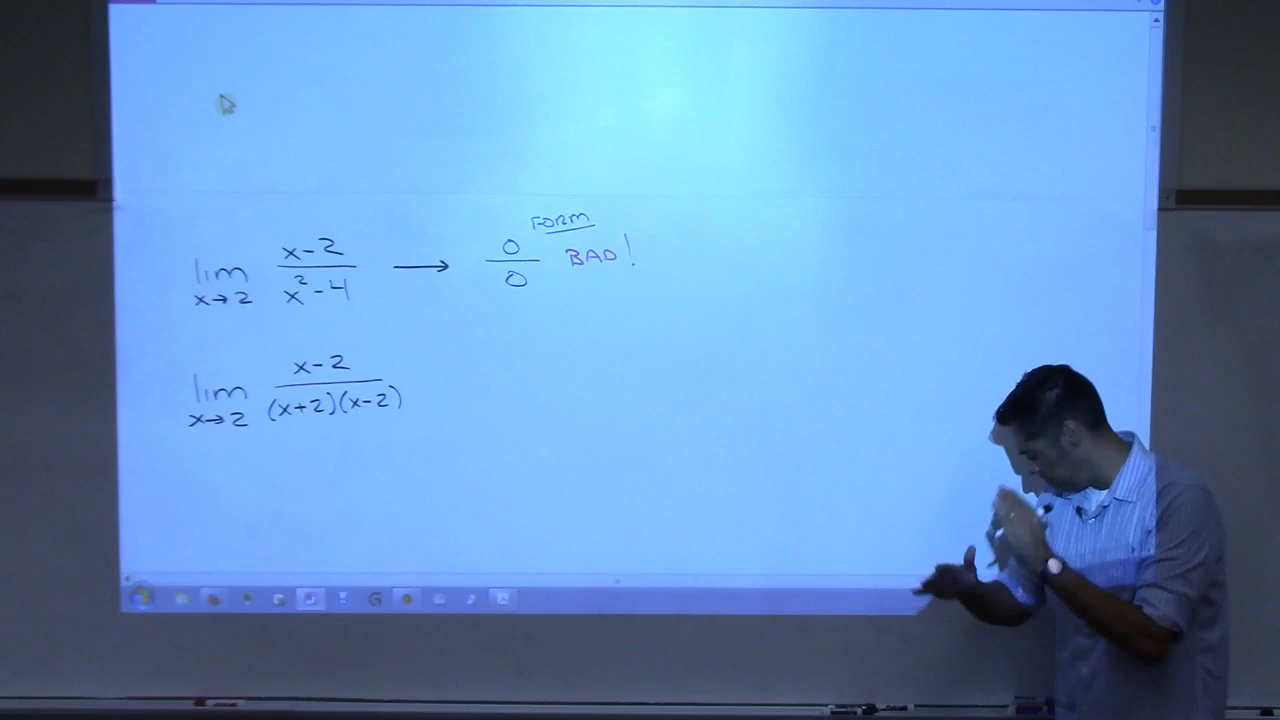 FORM
lim x→2 x-2 / x²-4 → 0/0 BAD!
lim x→2 x-2 / (x+2)(x-2)